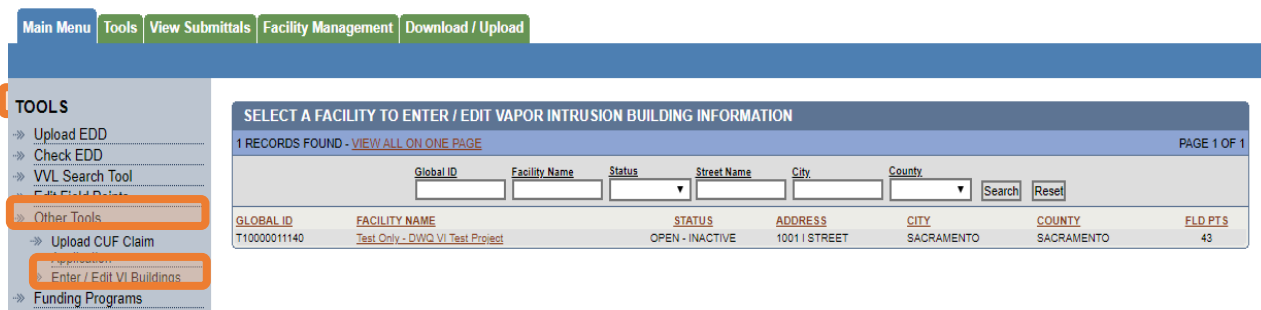 Main Menu Tools View Submittals Facility Management Download / Upload
TOOLS
Upload EDD
Check EDD
VVL Search Tool
Edit Field Points
Other Tools
Upload CUF Claim
Application
Enter / Edit VI Buildings
Funding Programs
SELECT A FACILITY TO ENTER / EDIT VAPOR INTRUSION BUILDING INFORMATION
1 RECORDS FOUND - VIEW ALL ON ONE PAGE PAGE 1 OF 1
Global ID Facility Name Status Street Name City County
Search Reset
GLOBAL ID FACILITY NAME STATUS ADDRESS CITY COUNTY FLD PTS
T10000011140 Test Only - DWQ VI Test Project OPEN - INACTIVE 1001 I STREET SACRAMENTO SACRAMENTO 43